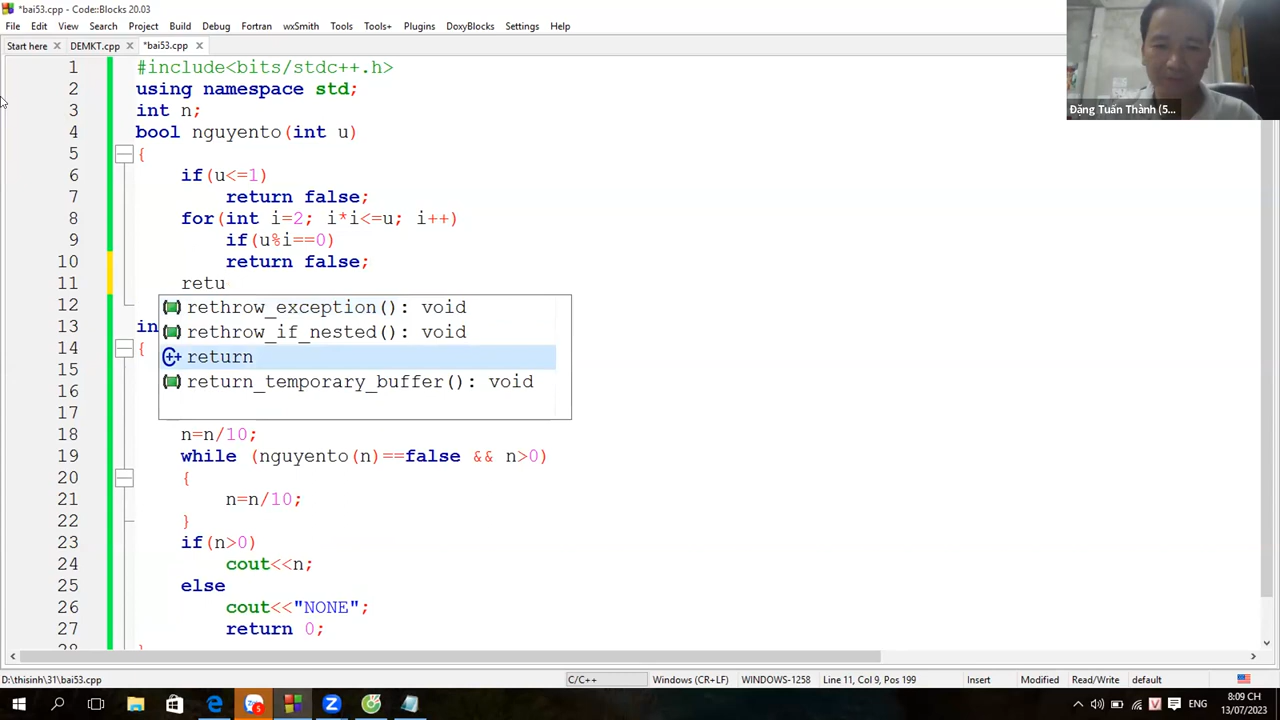 *bai53.cpp - Code::Blocks 20.03
File Edit View Search Project Build Debug Fortran wxSmith Tools Tools+ Plugins DoxyBlocks Settings Help
Start here DEMKT.cpp *bai53.cpp
1 #include<bits/stdc++.h>
2 using namespace std;
3 int n;
4 bool nguyento(int u)
5 {
6 if(u<=1)
7 return false;
8 for(int i=2; i*i<=u; i++)
9 if(u%i==0)
10 return false;
11 retu
rethrow_exception(): void
12
rethrow_if_nested(): void
13 in
return
14 {
return_temporary_buffer(): void
15
16
17
18 n=n/10;
19 while (nguyento(n)==false && n>0)
20 {
21 n=n/10;
22 }
23 if(n>0)
24 cout<<n;
25 else
26 cout<<"NONE";
27 return 0;
28 }
Đặng Tuấn Thành (5...
D:\thisinh\31\bai53.cpp C/C++ Windows (CR+LF) WINDOWS-1258 Line 11, Col 9, Pos 199 Insert Modified Read/Write default
ENG 8:09 CH
13/07/2023